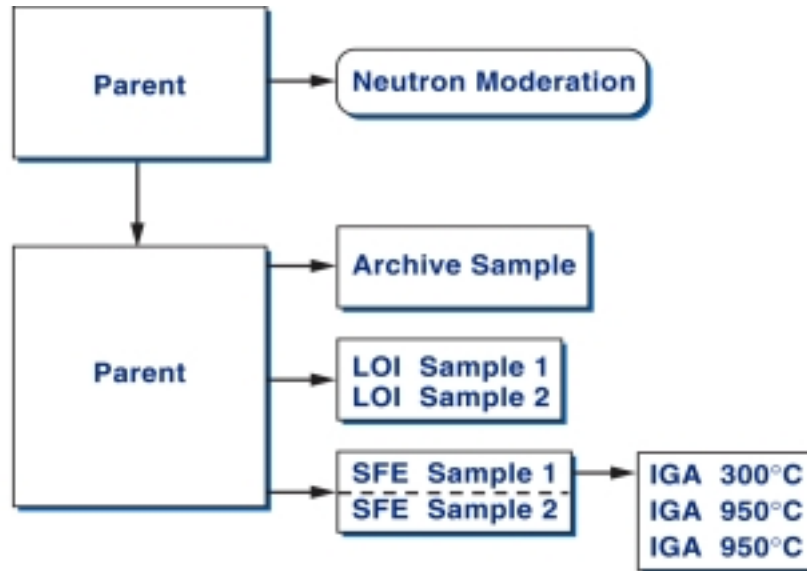 Parent
Neutron Moderation
Archive Sample
Parent
LOI Sample 1
LOI Sample 2
SFE Sample 1
SFE Sample 2
IGA 300°C
IGA 950°C
IGA 950°C